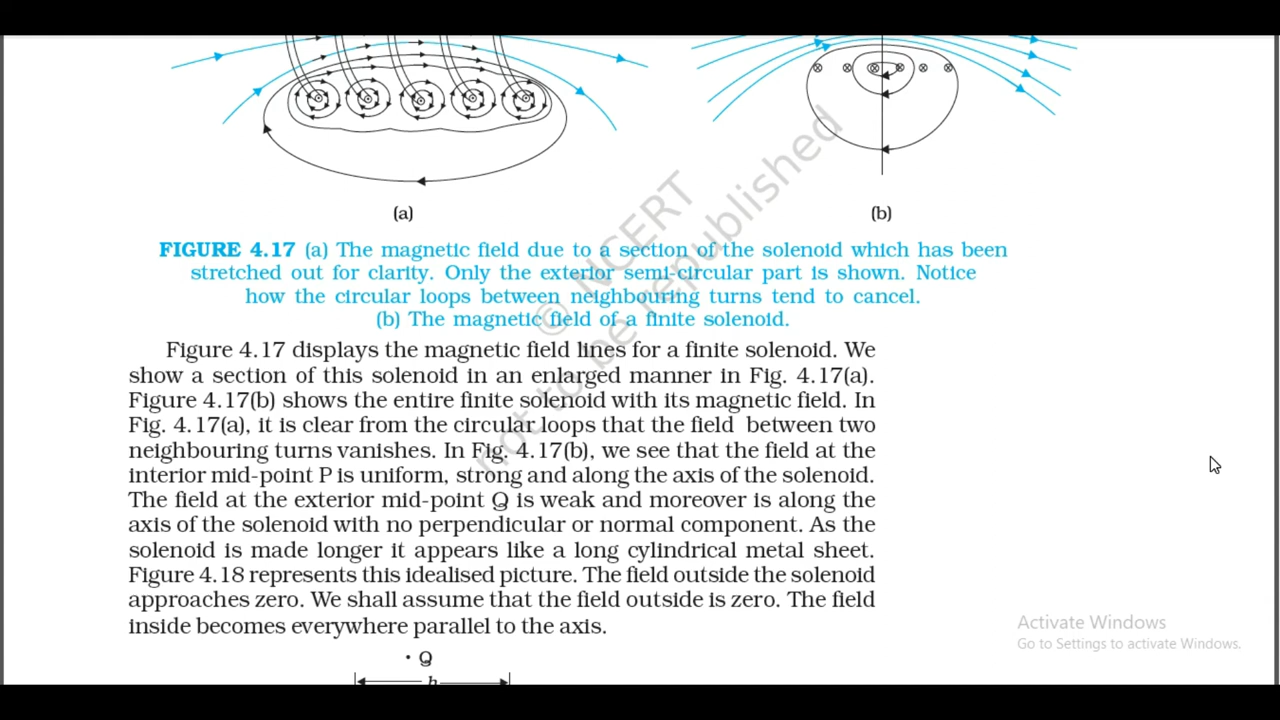 (a)
(b)
FIGURE 4.17 (a) The magnetic field due to a section of the solenoid which has been
stretched out for clarity. Only the exterior semi-circular part is shown. Notice
how the circular loops between neighbouring turns tend to cancel.
(b) The magnetic field of a finite solenoid.
Figure 4.17 displays the magnetic field lines for a finite solenoid. We
show a section of this solenoid in an enlarged manner in Fig. 4.17(a).
Figure 4.17(b) shows the entire finite solenoid with its magnetic field. In
Fig. 4.17(a), it is clear from the circular loops that the field between two
neighbouring turns vanishes. In Fig. 4.17(b), we see that the field at the
interior mid-point P is uniform, strong and along the axis of the solenoid.
The field at the exterior mid-point Q is weak and moreover is along the
axis of the solenoid with no perpendicular or normal component. As the
solenoid is made longer it appears like a long cylindrical metal sheet.
Figure 4.18 represents this idealised picture. The field outside the solenoid
approaches zero. We shall assume that the field outside is zero. The field
inside becomes everywhere parallel to the axis.
Q
h
© NCERT
not to be republished
Activate Windows
Go to Settings to activate Windows.